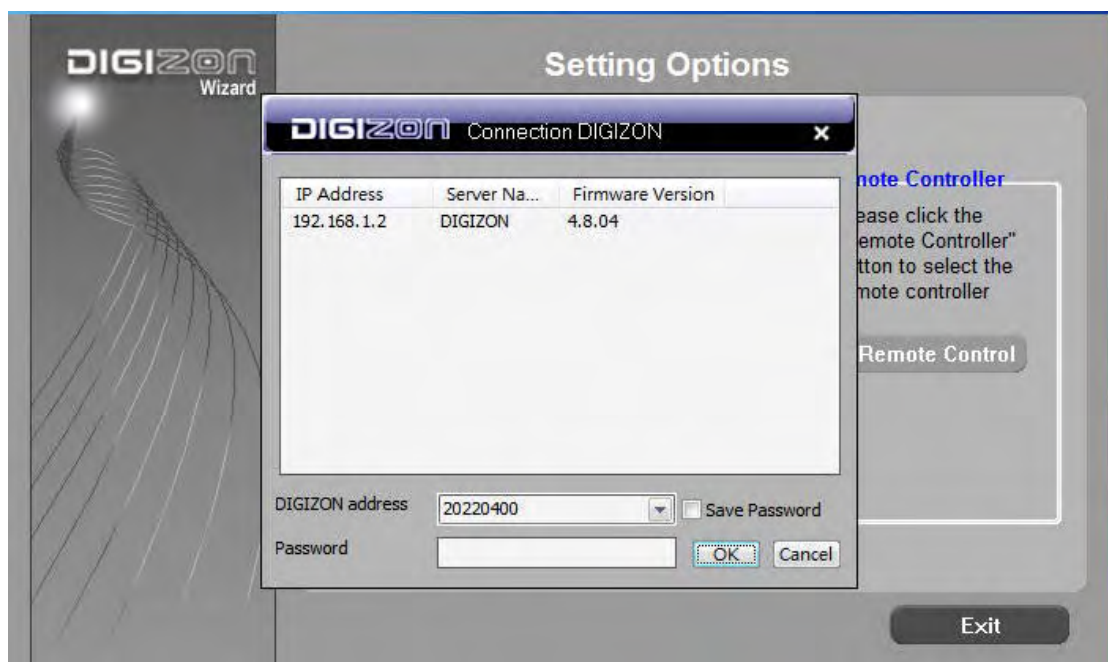 DIGIZON
Wizard
Setting Options
DIGIZON Connection DIGIZON
IP Address Server Na... Firmware Version
192.168.1.2 DIGIZON 4.8.04
mote Controller
ease click the
emote Controller"
tton to select the
mote controller
Remote Control
DIGIZON address 20220400 Save Password
Password OK Cancel
Exit